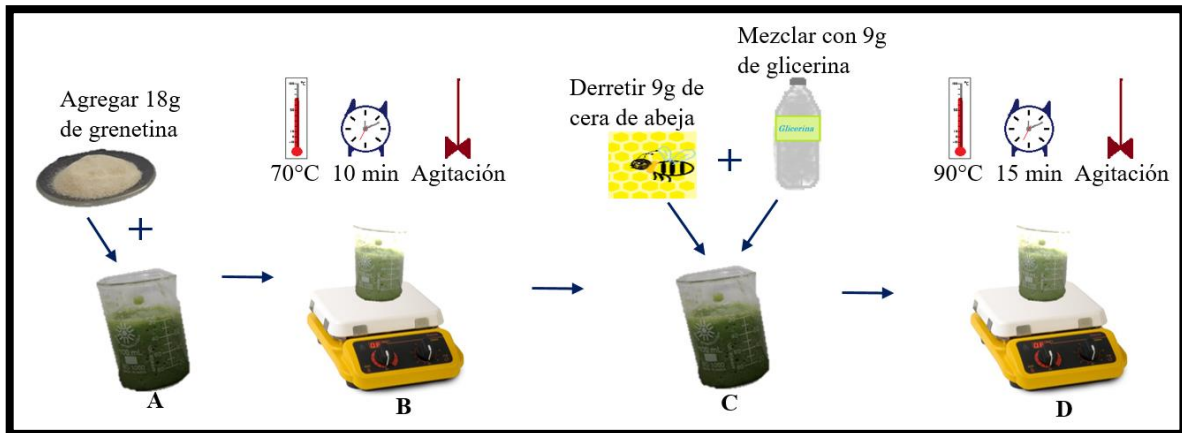 Agregar 18g
de grenetina
70°C 10 min Agitación
Derretir 9g de
cera de abeja
Mezclar con 9g
de glicerina
Glicerina
90°C 15 min Agitación
A
B
C
D